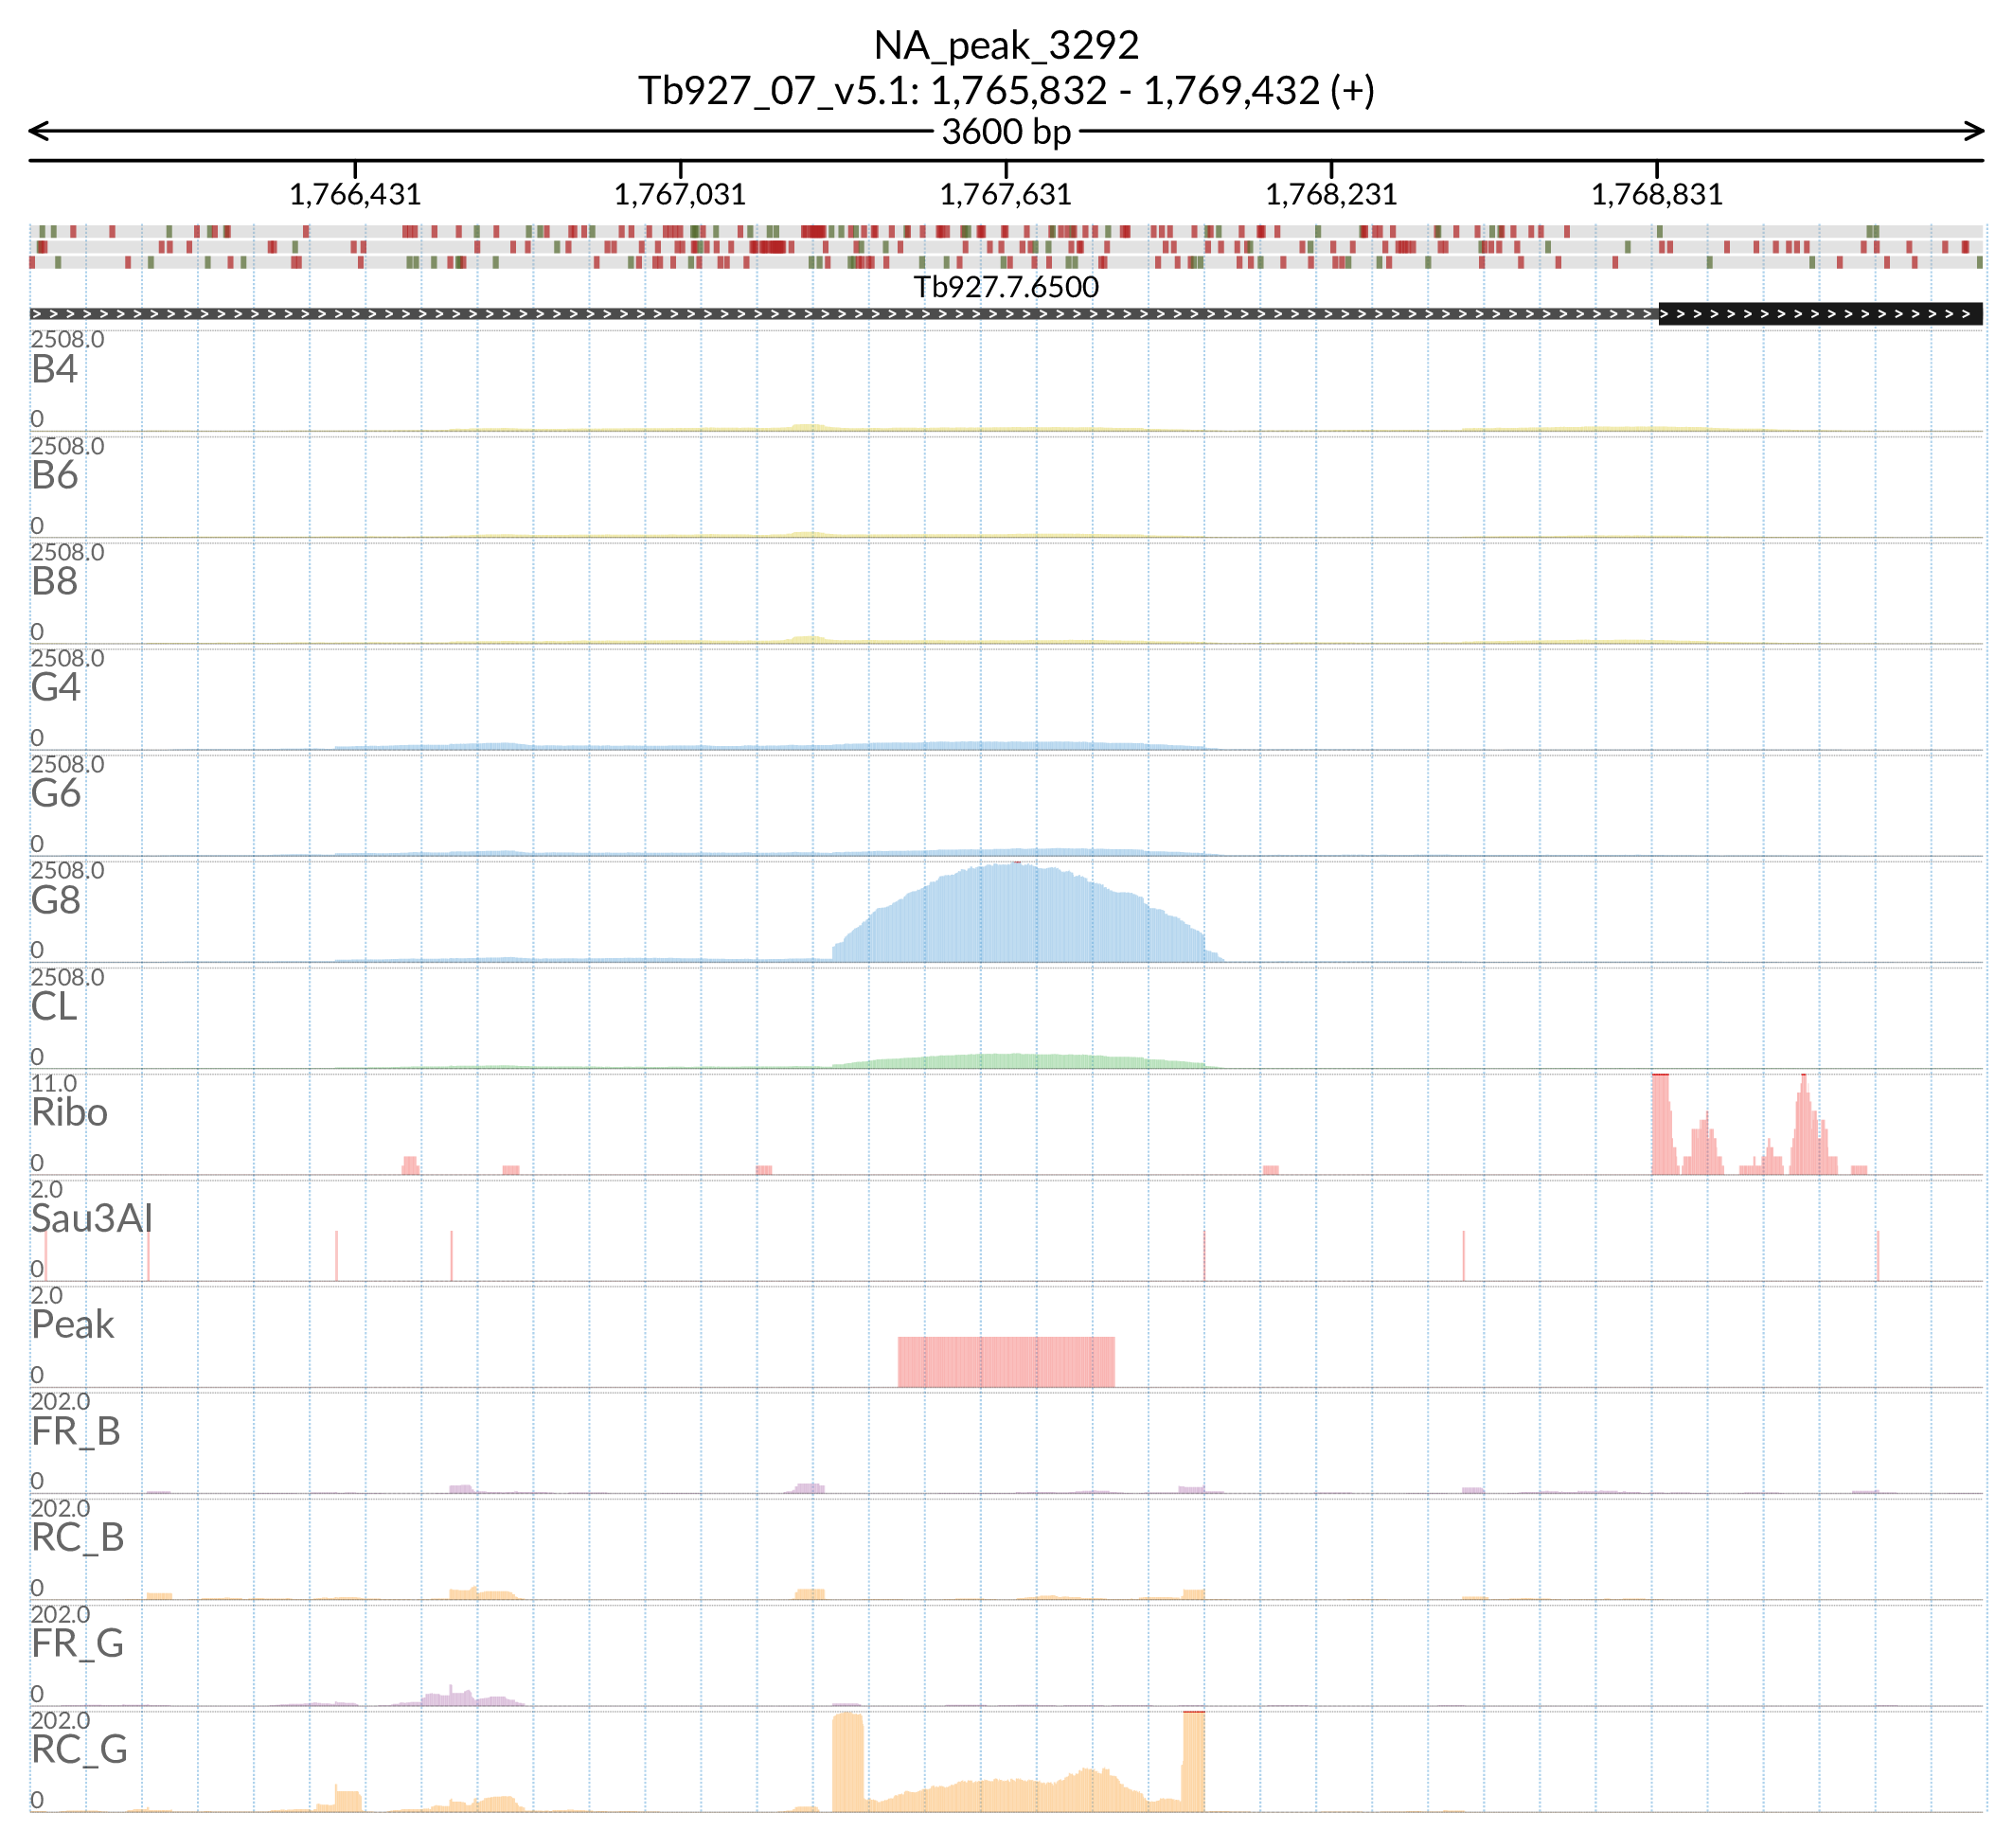 NA_peak_3292
Tb927_07_v5.1: 1,765,832 - 1,769,432 (+)
3600 bp
1,766,431 1,767,031 1,767,631 1,768,231 1,768,831
Tb927.7.6500
2508.0
B4
0
2508.0
B6
0
2508.0
B8
0
2508.0
G4
0
2508.0
G6
0
2508.0
G8
0
2508.0
CL
0
11.0
Ribo
0
2.0
Sau3AI
0
2.0
Peak
0
202.0
FR_B
0
202.0
RC_B
0
202.0
FR_G
0
202.0
RC_G
0